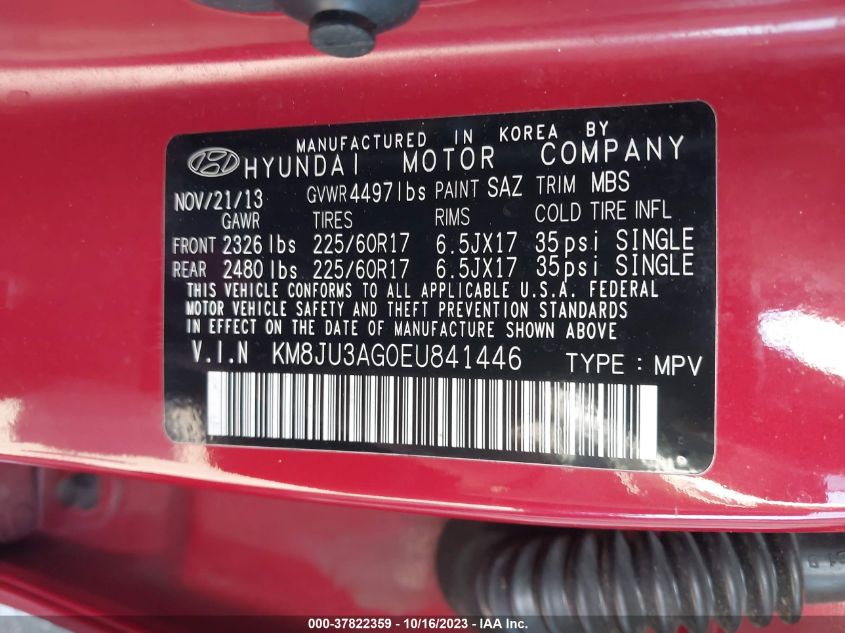 MANUFACTURED IN KOREA BY
HYUNDAI MOTOR COMPANY
NOV/21/13 GVWR 4497lbs PAINT SAZ TRIM MBS
GAWR TIRES RIMS COLD TIRE INFL
FRONT 2326 lbs 225/60R17 6.5JX17 35psi SINGLE
REAR 2480 lbs 225/60R17 6.5JX17 35psi SINGLE
THIS VEHICLE CONFORMS TO ALL APPLICABLE U.S.A. FEDERAL
MOTOR VEHICLE SAFETY AND THEFT PREVENTION STANDARDS
IN EFFECT ON THE DATE OF MANUFACTURE SHOWN ABOVE
V.I.N KM8JU3AG0EU841446 TYPE : MPV
000-37822359 - 10/16/2023 - IAA Inc.